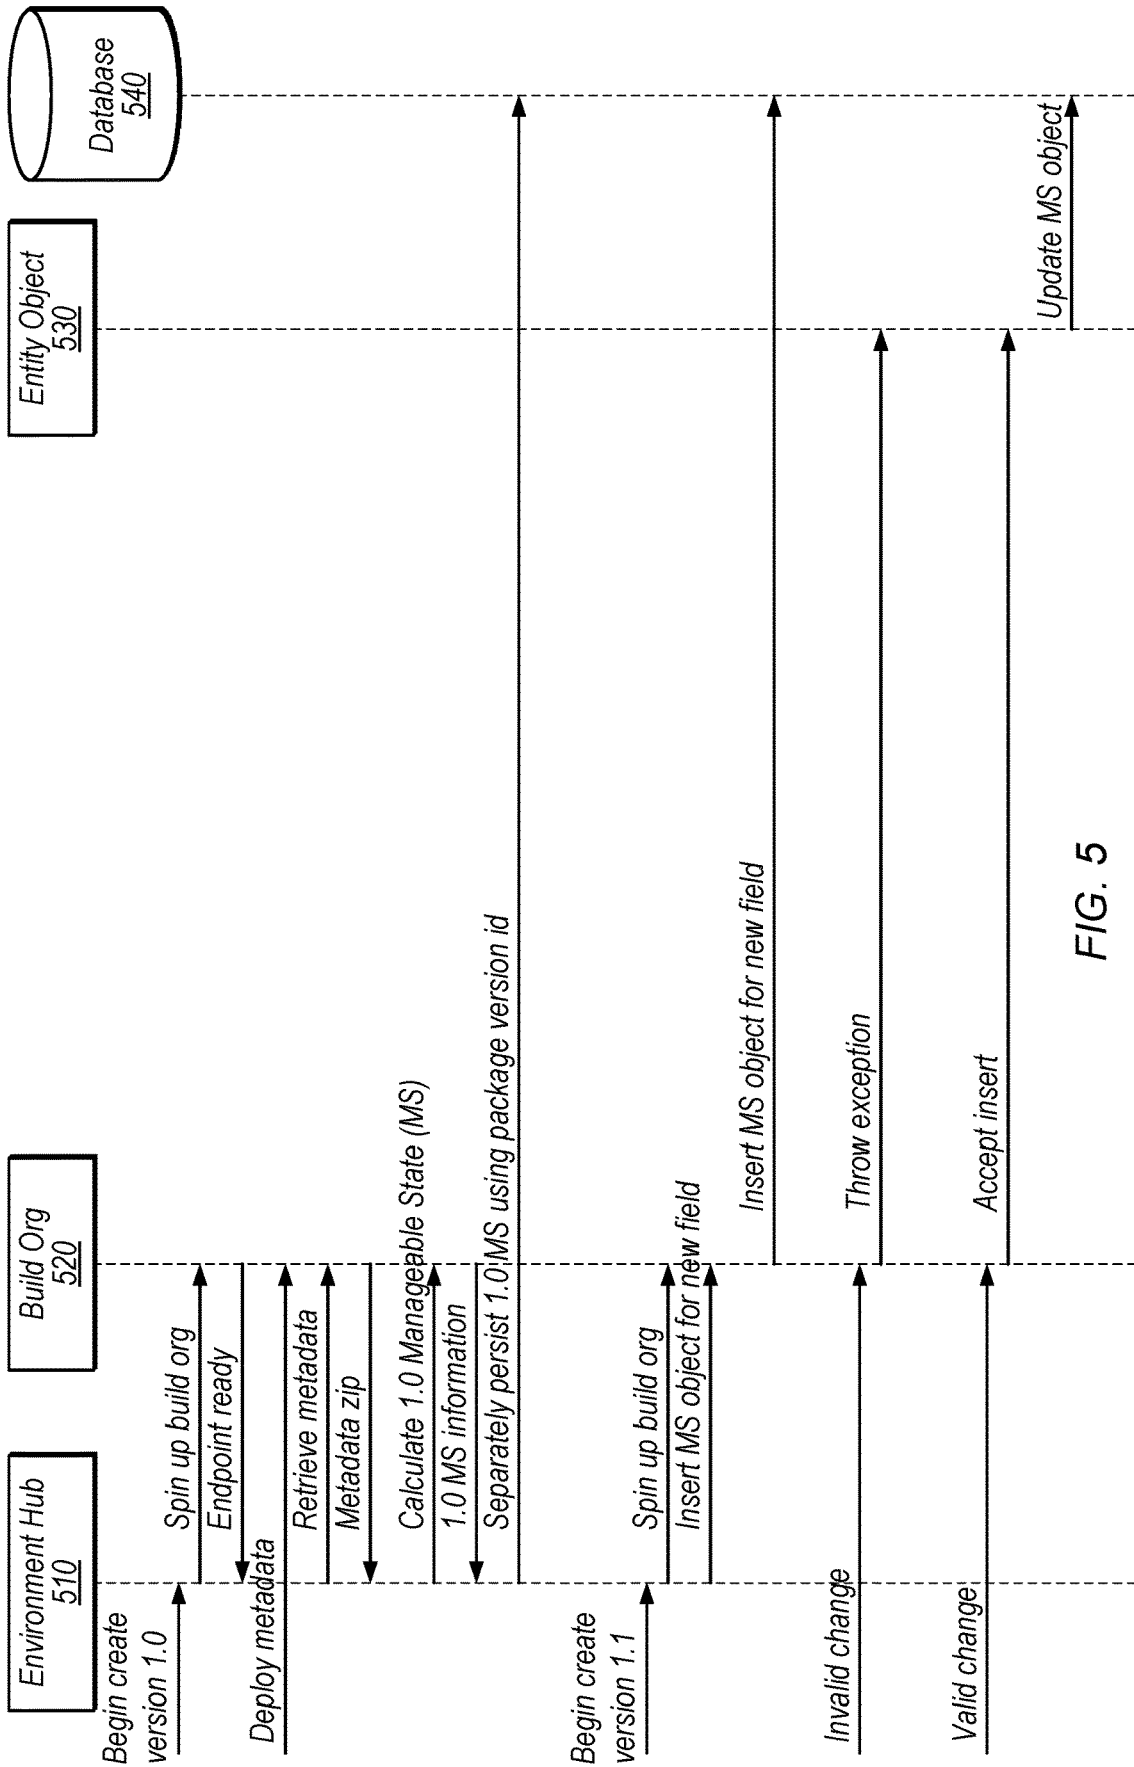 Environment Hub
510
Build Org
520
Entity Object
530
Database
540
Begin create
version 1.0
Spin up build org
Endpoint ready
Deploy metadata
Retrieve metadata
Metadata zip
Calculate 1.0 Manageable State (MS)
1.0 MS information
Separately persist 1.0 MS using package version id
Begin create
version 1.1
Spin up build org
Insert MS object for new field
Insert MS object for new field
Invalid change
Throw exception
Valid change
Accept insert
Update MS object
FIG. 5